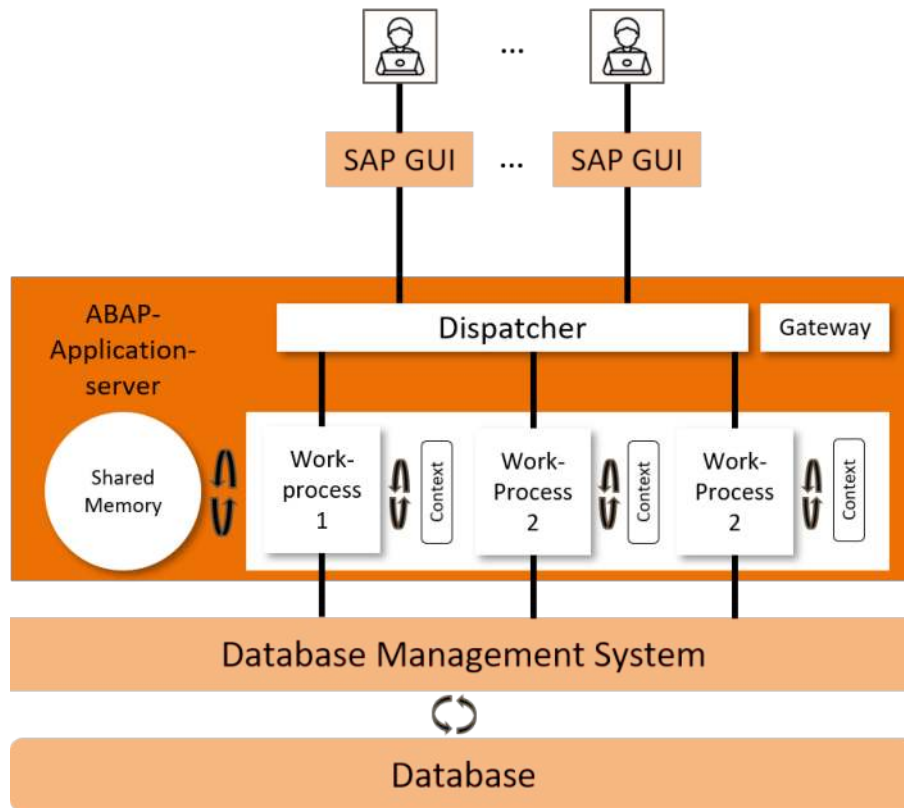 ...
SAP GUI
...
SAP GUI
ABAP-
Application-
server
Dispatcher
Gateway
Shared
Memory
Work-
process
1
Context
Work-
Process
2
Context
Work-
Process
2
Context
Database Management System
Database